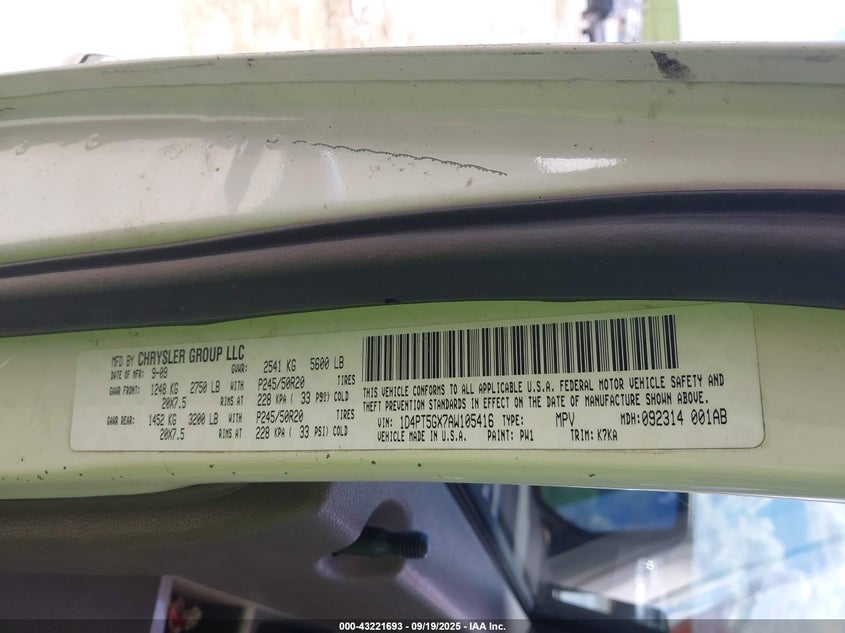 MFD BY CHRYSLER GROUP LLC
DATE OF MFR: 9-09 GVWR: 2541 KG 5600 LB
GAWR FRONT: 1248 KG 2750 LB WITH P245/50R20 TIRES
20X7.5 RIMS AT 228 KPA ( 33 PSI) COLD
GAWR REAR: 1452 KG 3200 LB WITH P245/50R20 TIRES
20X7.5 RIMS AT 228 KPA ( 33 PSI) COLD
THIS VEHICLE CONFORMS TO ALL APPLICABLE U.S.A. FEDERAL MOTOR VEHICLE SAFETY AND
THEFT PREVENTION STANDARDS IN EFFECT ON THE DATE OF MANUFACTURE SHOWN ABOVE.
VIN: 1D4PT5GX7AW105416 TYPE: MPV MDH:092314 001AB
VEHICLE MADE IN U.S.A. PAINT: PW1 TRIM: K7KA
000-43221693 - 09/19/2025 - IAA, Inc.